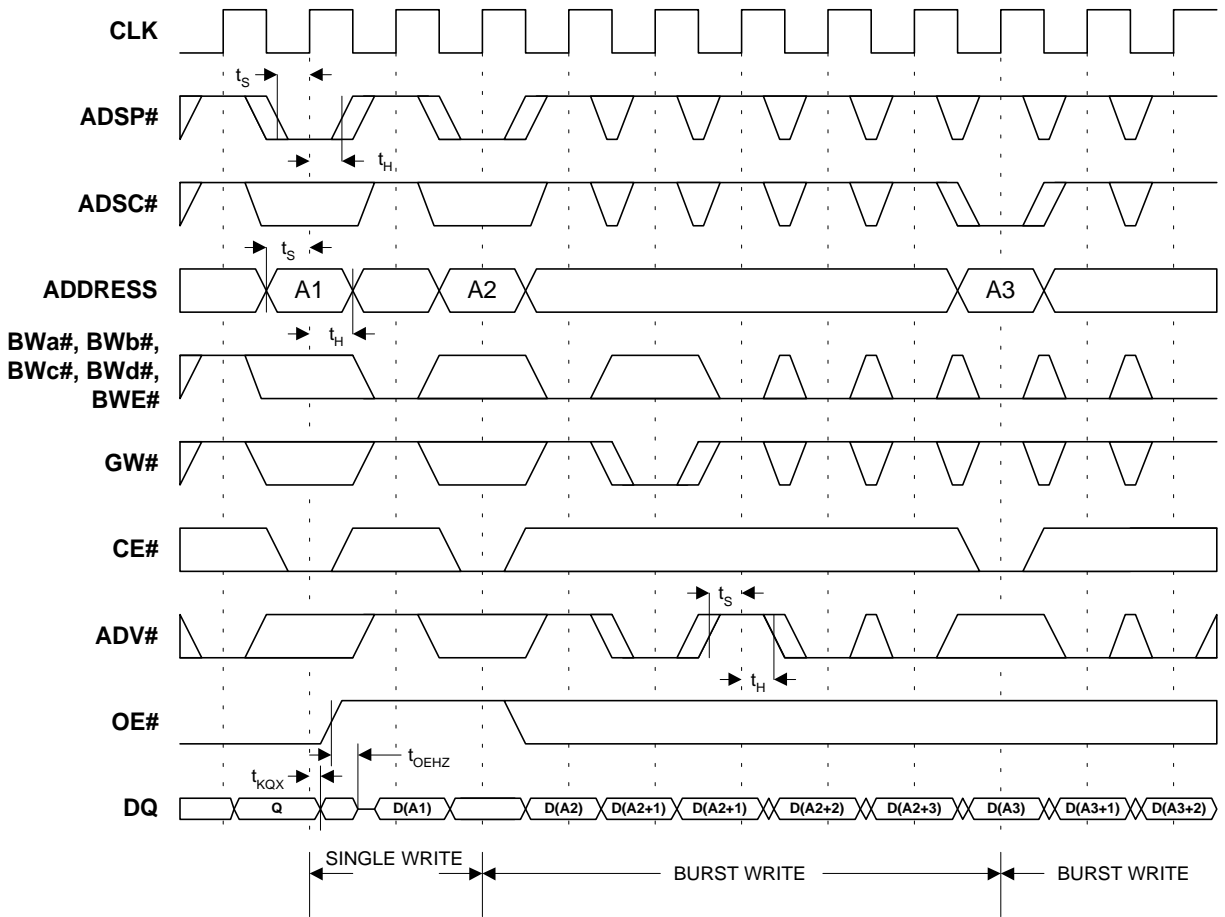 CLK
tS
ADSP#
tH
ADSC#
tS
ADDRESS
A1
A2
A3
tH
BWa#, BWb#,
BWc#, BWd#,
BWE#
GW#
CE#
tS
ADV#
tH
OE#
tOEHZ
tKQX
DQ
Q
D(A1)
D(A2)
D(A2+1)
D(A2+1)
D(A2+2)
D(A2+3)
D(A3)
D(A3+1)
D(A3+2)
SINGLE WRITE
BURST WRITE
BURST WRITE